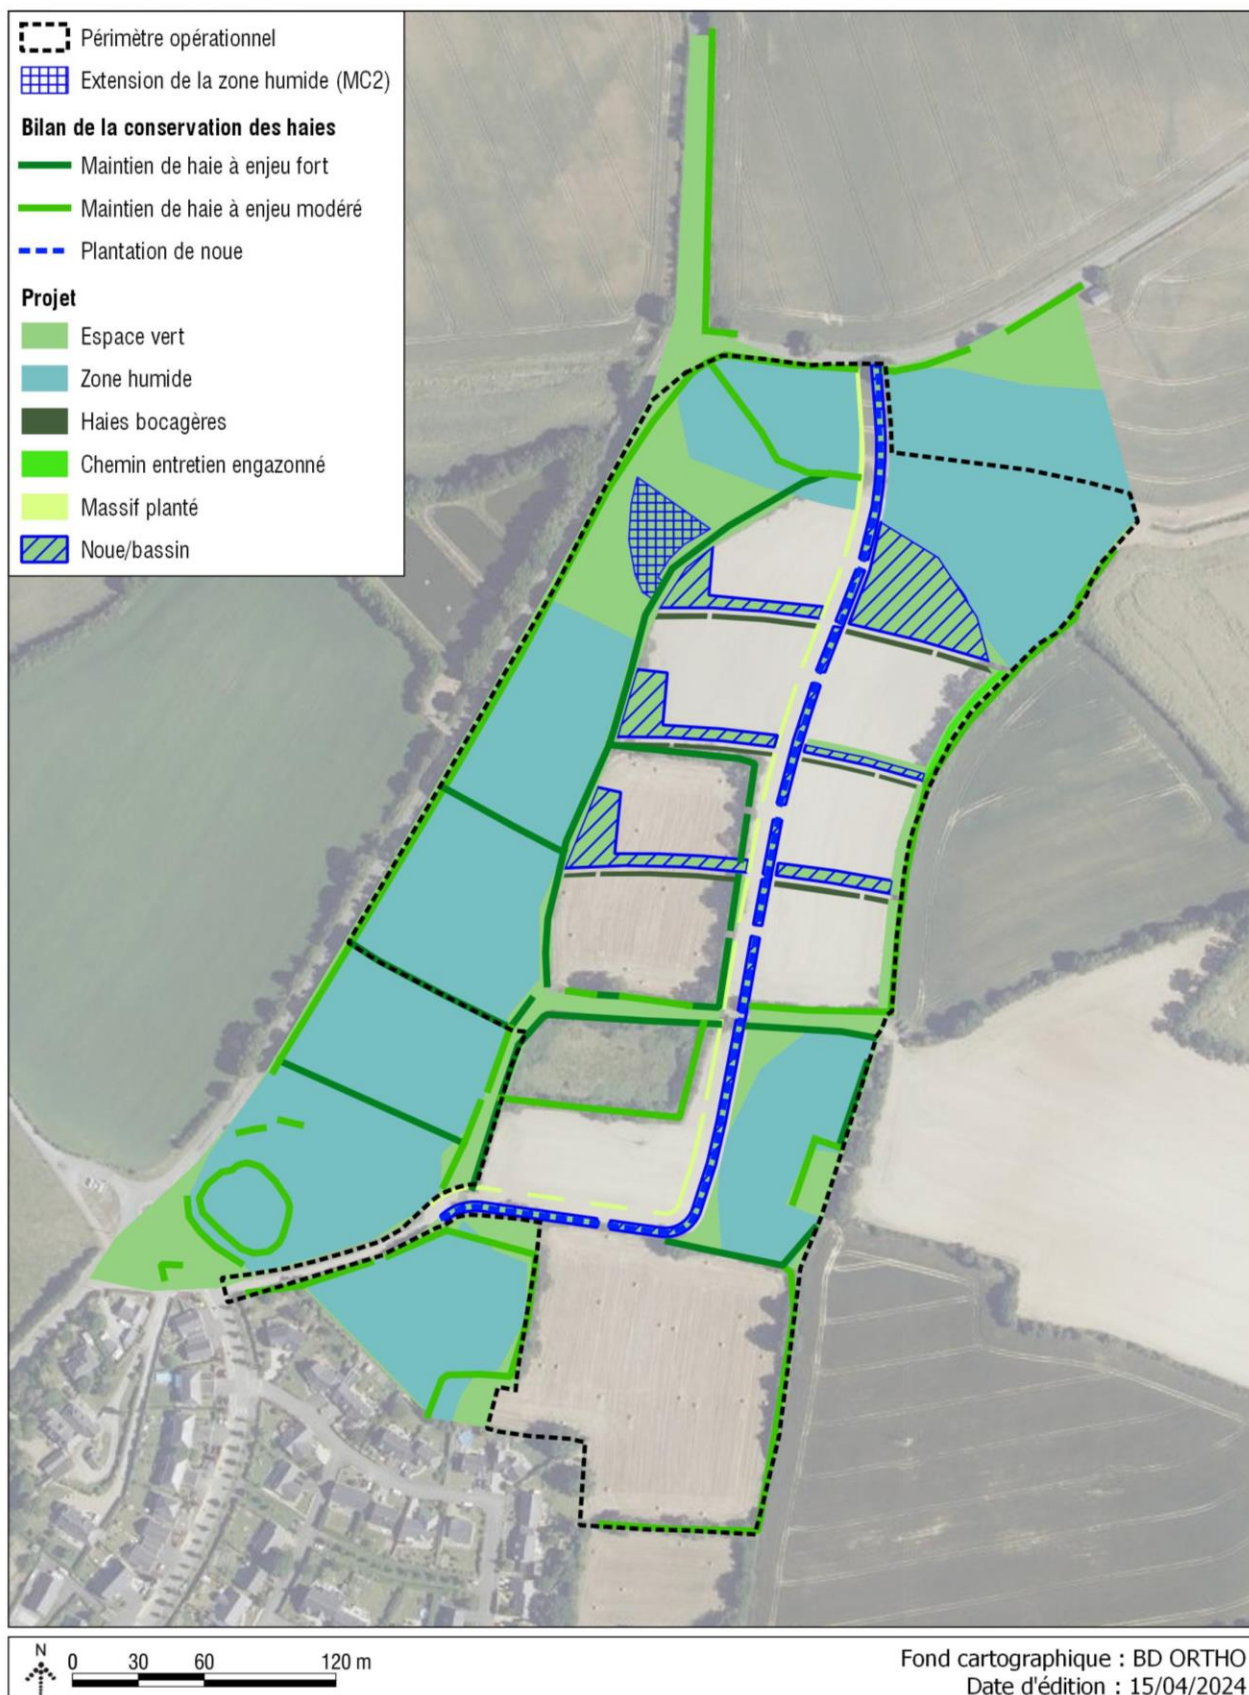 Périmètre opérationnel
Extension de la zone humide (MC2)
Bilan de la conservation des haies
Maintien de haie à enjeu fort
Maintien de haie à enjeu modéré
Plantation de noue
Projet
Espace vert
Zone humide
Haies bocagères
Chemin entretien engazonné
Massif planté
Noue/bassin
N
0 30 60 120 m
Fond cartographique : BD ORTHO
Date d'édition : 15/04/2024